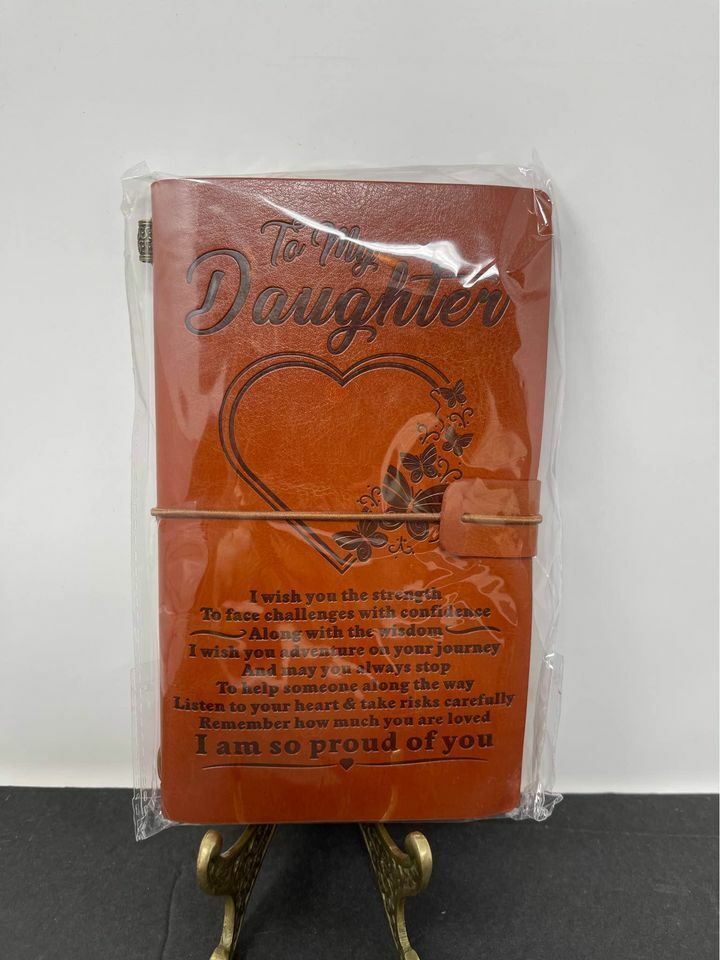 To My
Daughter
I wish you the strength
To face challenges with confidence
Along with the wisdom
I wish you adventure on your journey
And may you always stop
To help someone along the way
Listen to your heart & take risks carefully
Remember how much you are loved
I am so proud of you